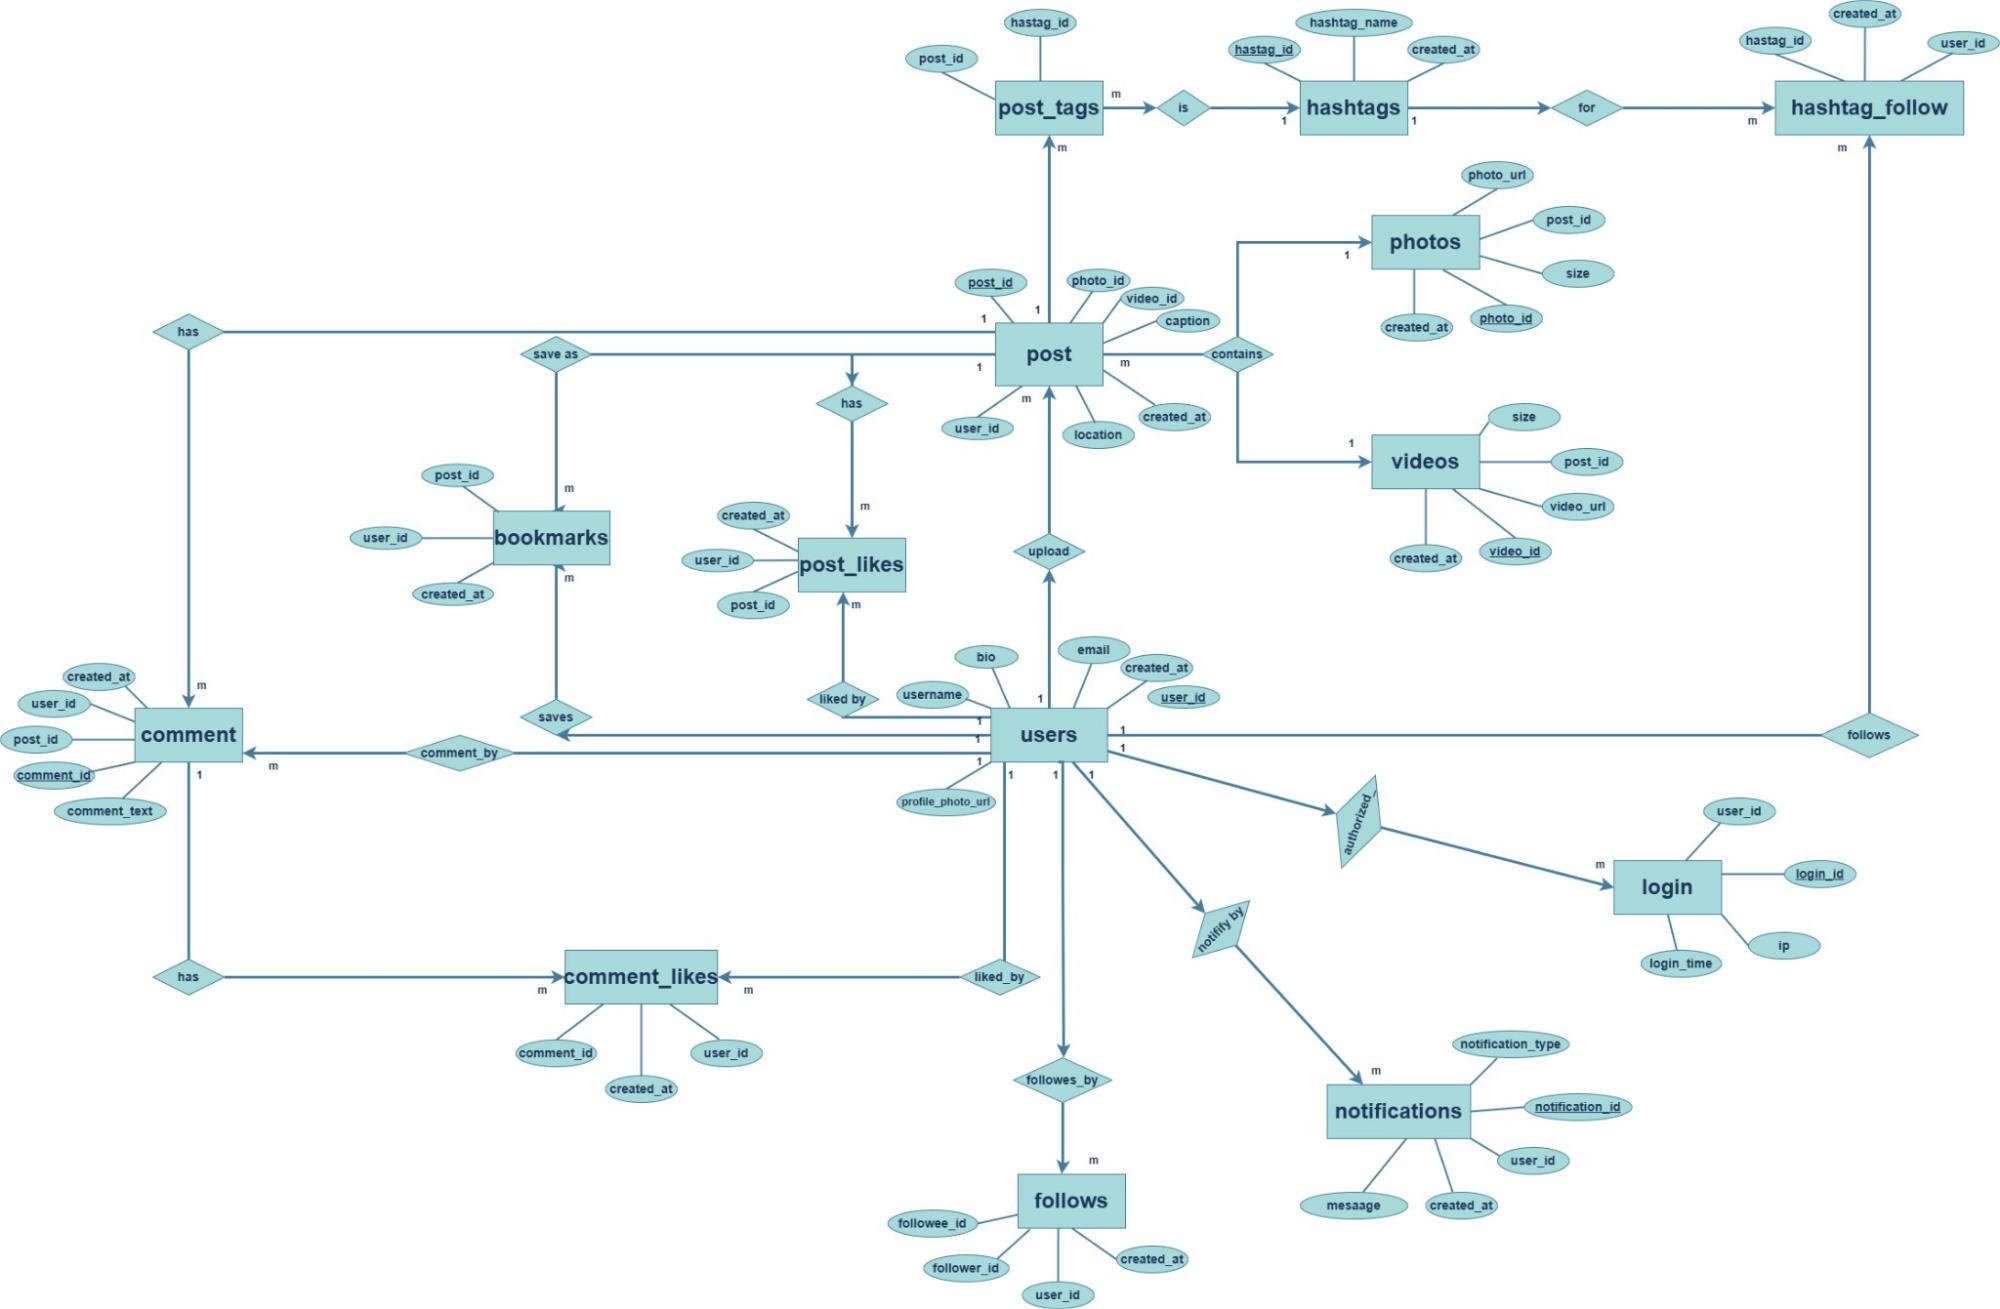 hastag_id
post_id
post_tags
m
is
1
hastag_id
hashtag_name
created_at
hashtags
1
for
m
hastag_id
created_at
user_id
hashtag_follow
m
m
photo_url
post_id
size
photo_id
created_at
photos
1
post_id
photo_id
video_id
caption
1
1
post
1
m
m
user_id
location
created_at
contains
has
save as
has
1
videos
size
post_id
video_url
video_id
created_at
m
post_id
user_id
created_at
bookmarks
m
m
created_at
user_id
post_id
post_likes
m
upload
liked by
saves
bio
email
created_at
user_id
username
1
users
1
1
1
1
1
1
1
1
profile_photo_url
follows
m
created_at
user_id
post_id
comment_id
comment_text
comment
m
comment_by
1
authorized_
user_id
login_id
ip
login_time
login
m
notifify by
has
m
comment_likes
m
liked_by
comment_id
created_at
user_id
followes_by
m
follows
followee_id
follower_id
user_id
created_at
m
notifications
notification_type
notification_id
user_id
created_at
mesaage